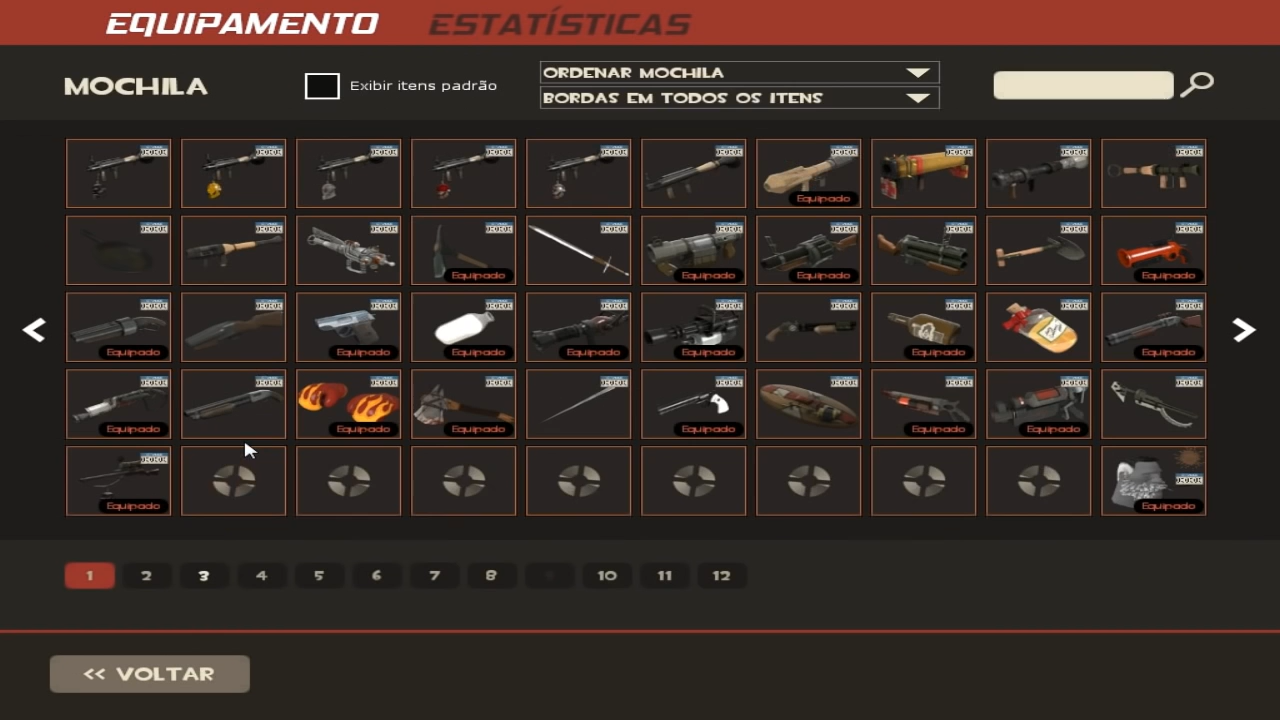 EQUIPAMENTO ESTATÍSTICAS
MOCHILA
Exibir itens padrão
ORDENAR MOCHILA
BORDAS EM TODOS OS ITENS
Equipado
Equipado Equipado Equipado Equipado
Equipado Equipado Equipado Equipado Equipado Equipado Equipado
Equipado Equipado Equipado Equipado Equipado Equipado
Equipado Equipado
1 2 3 4 5 6 7 8 10 11 12
<< VOLTAR